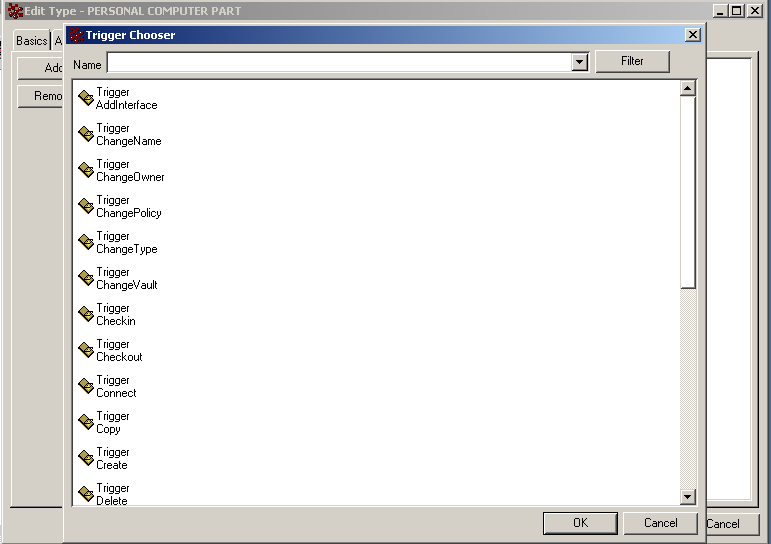 Edit Type - PERSONAL COMPUTER PART
Trigger Chooser
Basics A
Name
Filter
Add
Remo
Trigger
AddInterface
Trigger
ChangeName
Trigger
ChangeOwner
Trigger
ChangePolicy
Trigger
ChangeType
Trigger
ChangeVault
Trigger
Checkin
Trigger
Checkout
Trigger
Connect
Trigger
Copy
Trigger
Create
Trigger
Delete
OK
Cancel
Cancel